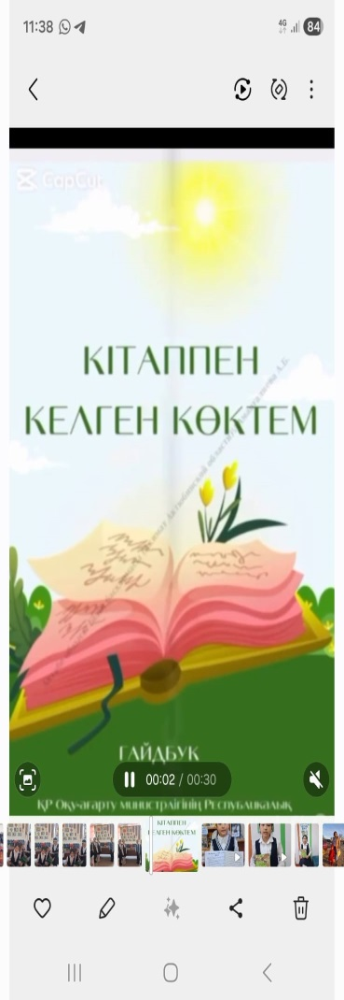 11:38
4G
84
CapCut
КІТАППЕН
КЕЛГЕН КӨКТЕМ
ГАЙДБУК
00:02 / 00:30
ҚР Оқу-ағарту министрлігінің Республикалық
КІТАППЕН
КЕЛГЕН КӨКТЕМ